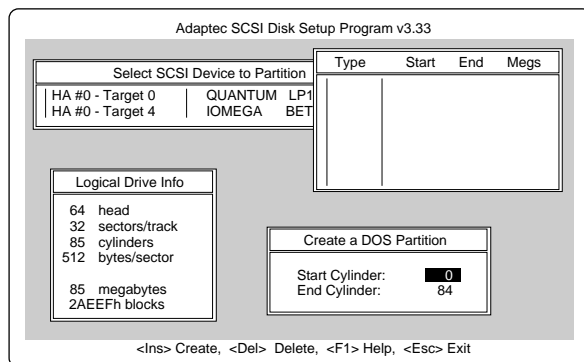 Adaptec SCSI Disk Setup Program v3.33
Select SCSI Device to Partition
HA #0 - Target 0 QUANTUM LP1
HA #0 - Target 4 IOMEGA BET
Type Start End Megs
Logical Drive Info
64 head
32 sectors/track
85 cylinders
512 bytes/sector
85 megabytes
2AEEFh blocks
Create a DOS Partition
Start Cylinder: 0
End Cylinder: 84
<Ins> Create, <Del> Delete, <F1> Help, <Esc> Exit